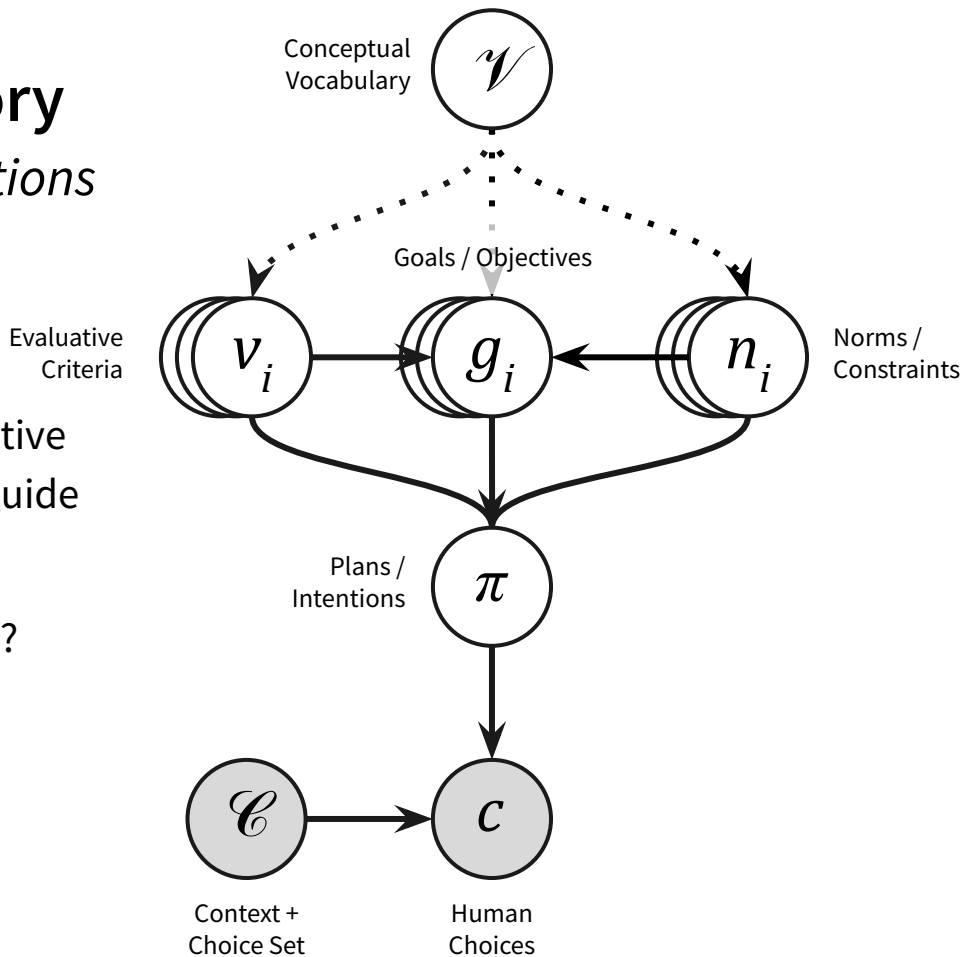 Conceptual
Vocabulary
𝒱
ory
tions
Goals / Objectives
Evaluative
Criteria
v_i
g_i
n_i
Norms /
Constraints
tive
uide
Plans /
Intentions
π
?
𝒞
c
Context +
Choice Set
Human
Choices